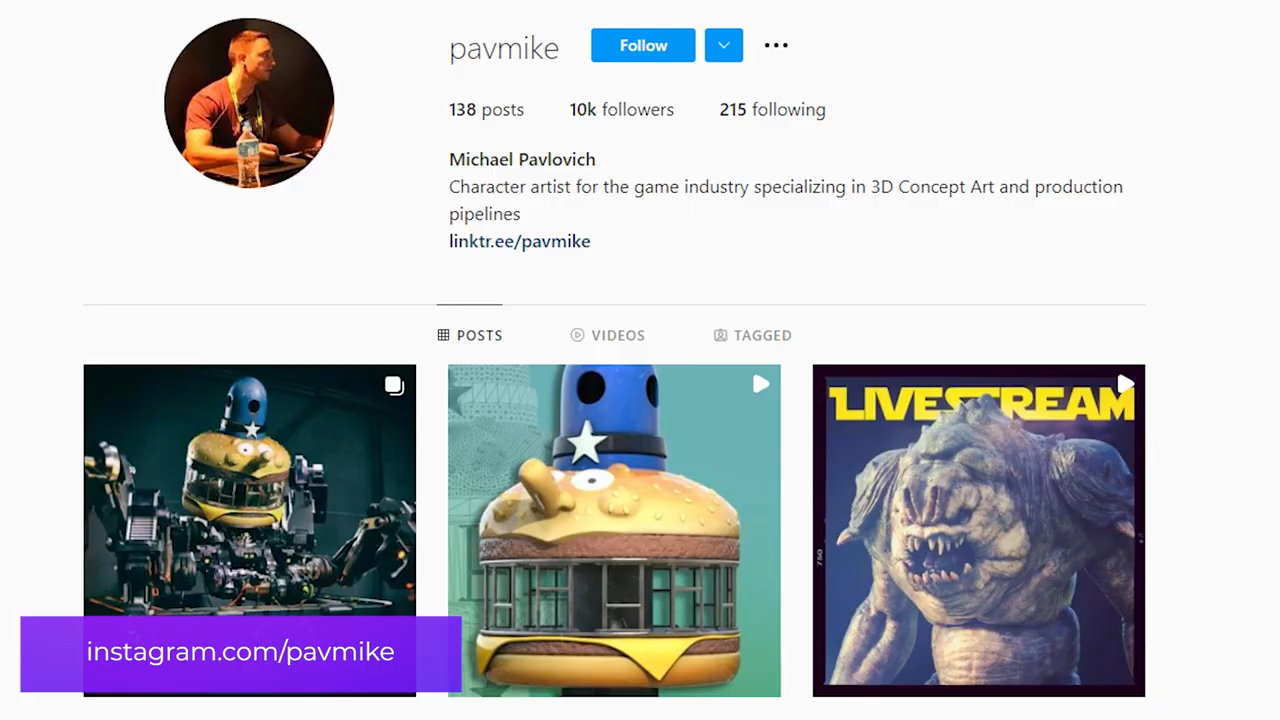 pavmike
Follow
138 posts
10k followers
215 following
Michael Pavlovich
Character artist for the game industry specializing in 3D Concept Art and production
pipelines
linktr.ee/pavmike
POSTS
VIDEOS
TAGGED
LIVESTREAM
750
instagram.com/pavmike